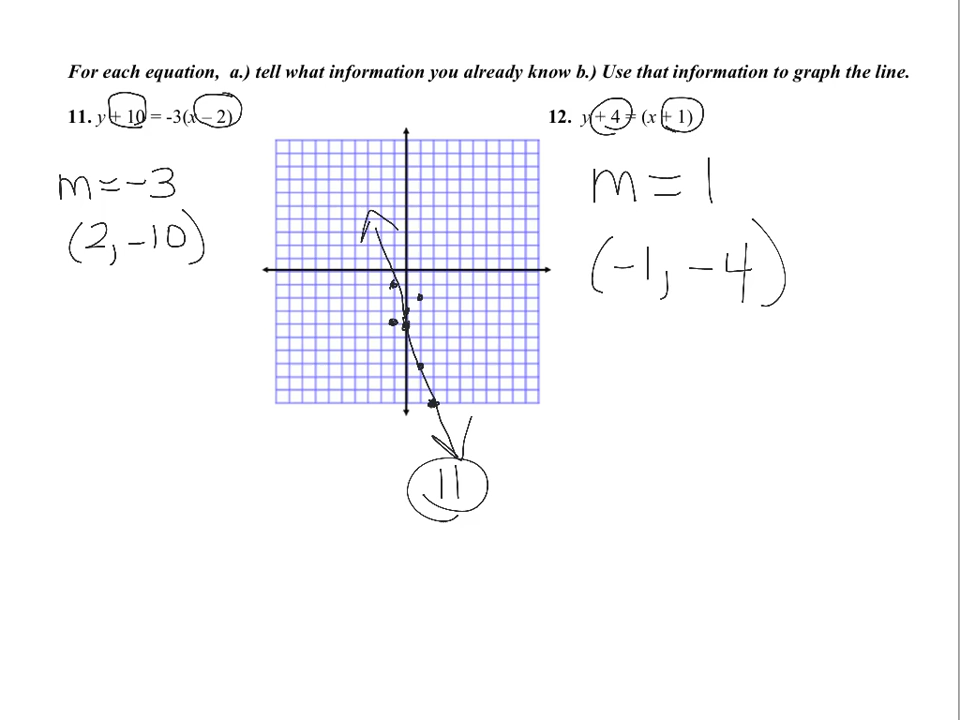 For each equation, a.) tell what information you already know b.) Use that information to graph the line.
11. y + 10 = -3(x – 2)
12. y + 4 = (x + 1)
m = -3
(2, -10)
m = 1
(-1, -4)
11